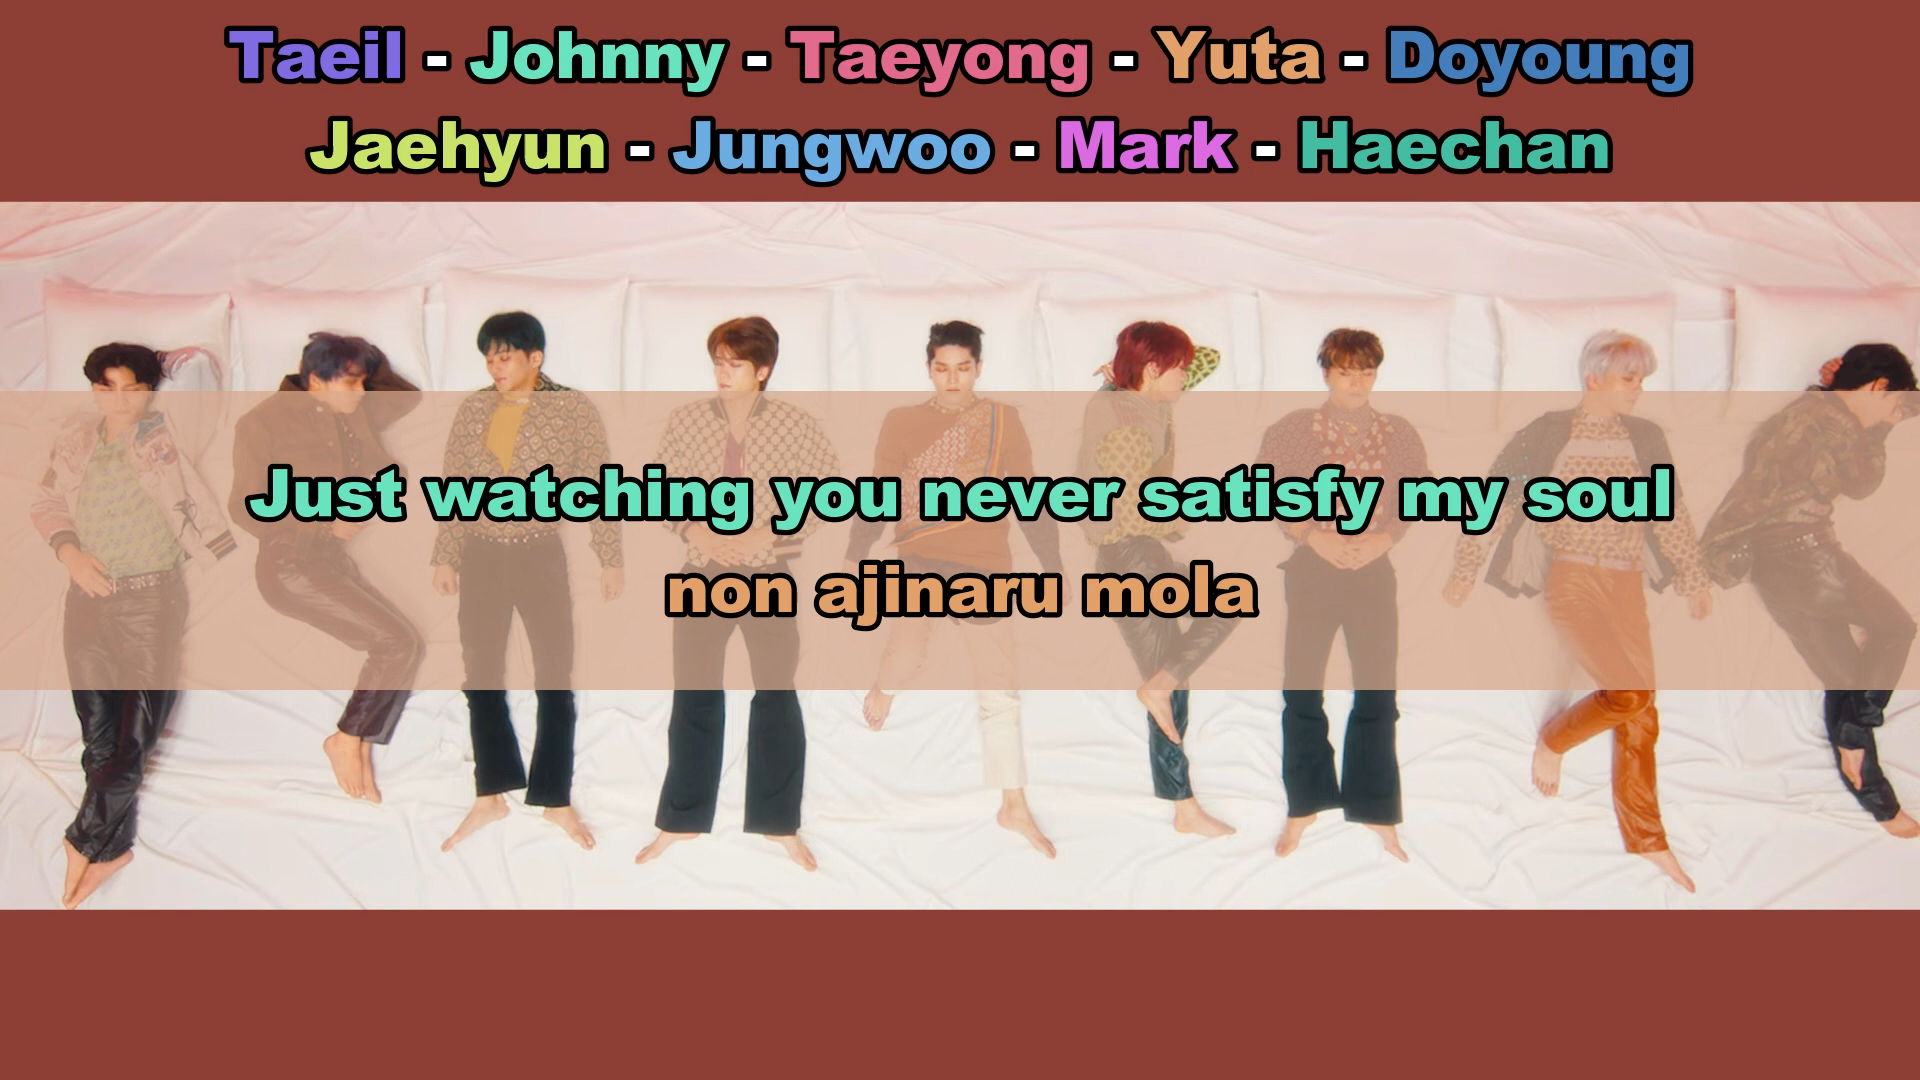 Taeil - Johnny - Taeyong - Yuta - Doyoung
Jaehyun - Jungwoo - Mark - Haechan
Just watching you never satisfy my soul
non ajinaru mola